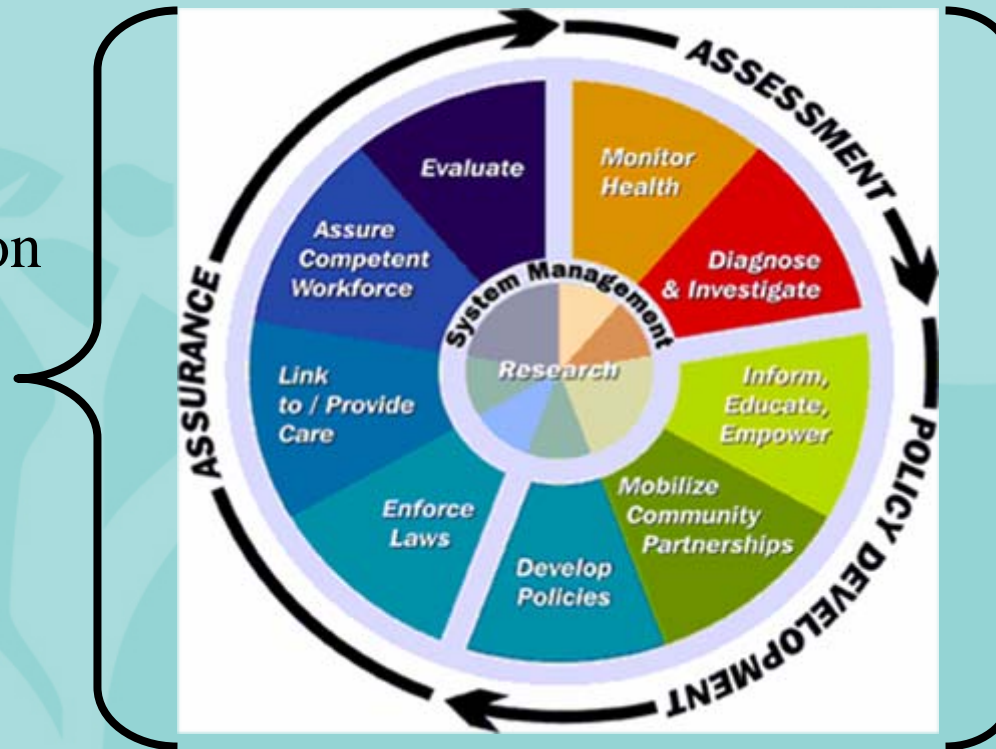 on
ASSESSMENT
POLICY DEVELOPMENT
ASSURANCE
Monitor
Health
Diagnose
& Investigate
Inform,
Educate,
Empower
Mobilize
Community
Partnerships
Develop
Policies
Enforce
Laws
Link
to / Provide
Care
Assure
Competent
Workforce
Evaluate
System Management
Research